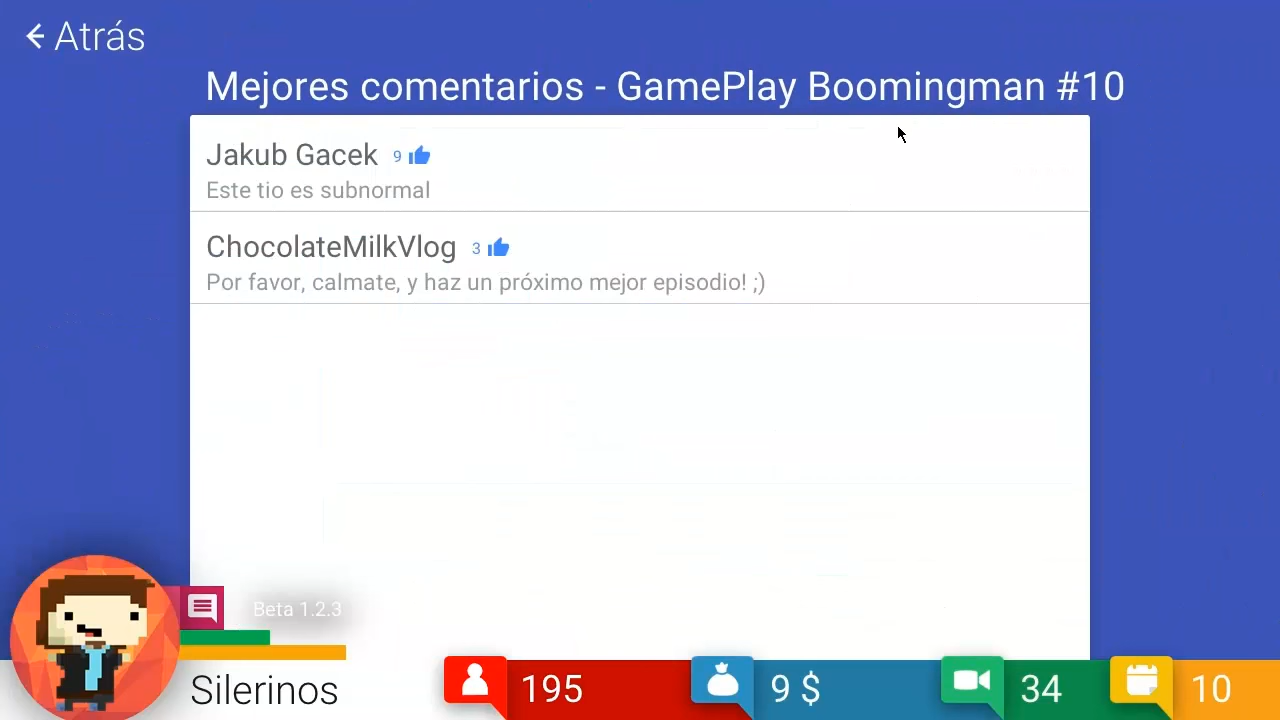 Atrás
Mejores comentarios - GamePlay Boomingman #10
Jakub Gacek 9
Este tio es subnormal
ChocolateMilkVlog 3
Por favor, calmate, y haz un próximo mejor episodio! ;)
Beta 1.2.3
Silerinos 195 9 $ 34 10